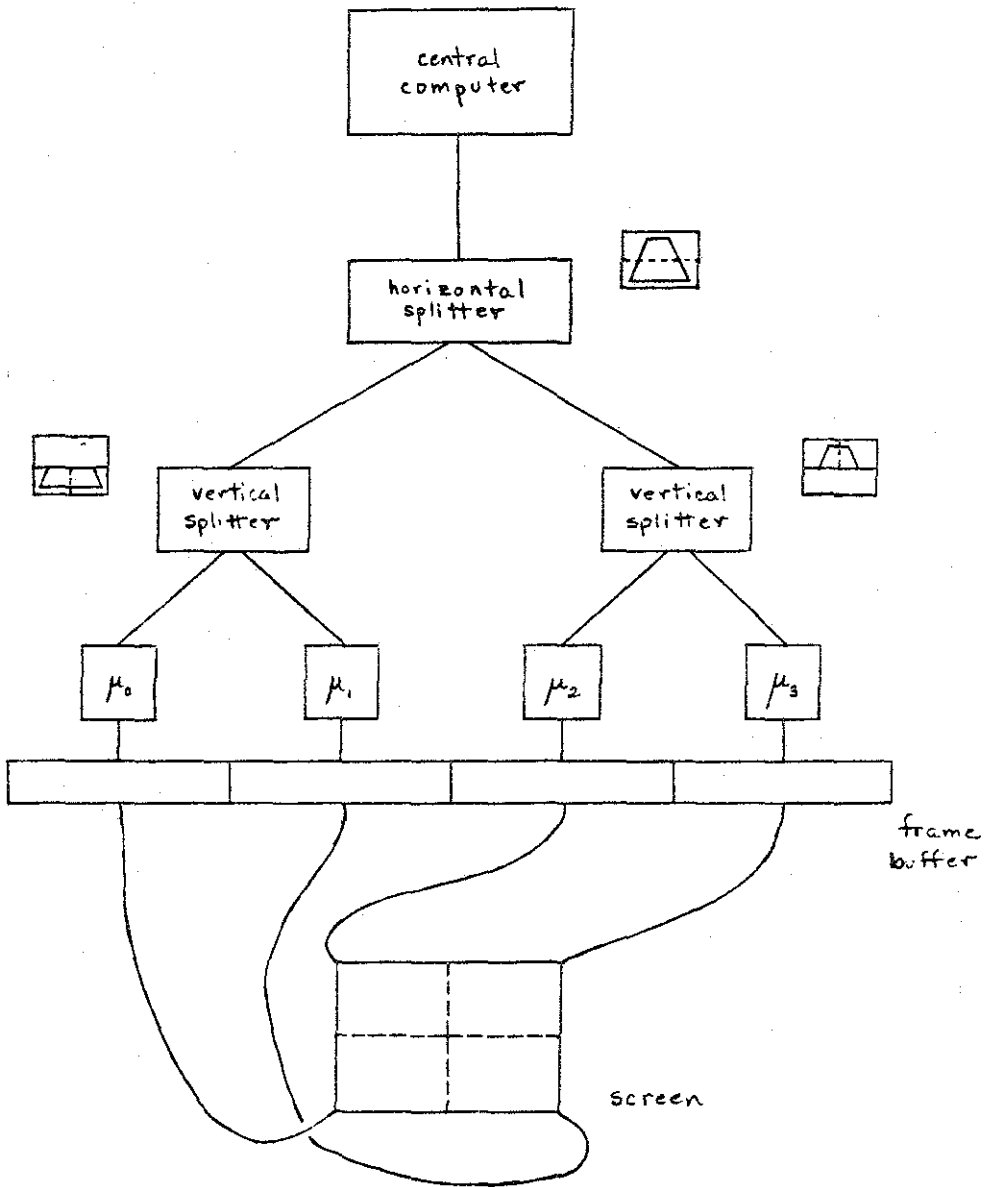 central
computer
horizontal
splitter
vertical
splitter
vertical
splitter
μ₀
μ₁
μ₂
μ₃
frame
buffer
screen